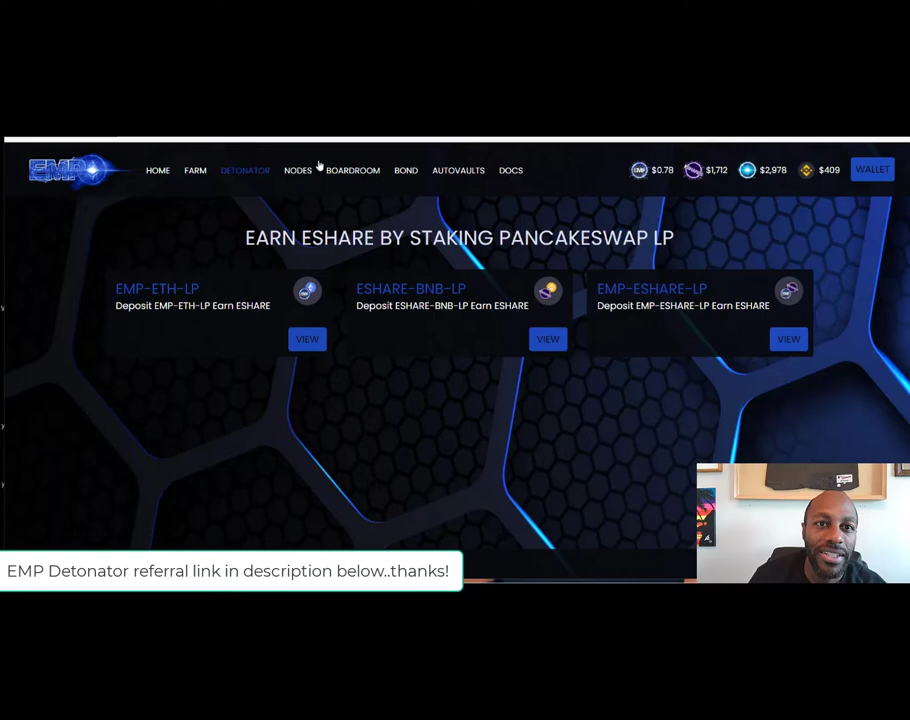 EMP
HOME
FARM
DETONATOR
NODES
BOARDROOM
BOND
AUTOVAULTS
DOCS
$0.78
$1,712
$2,978
$409
WALLET
EARN ESHARE BY STAKING PANCAKESWAP LP
EMP-ETH-LP
Deposit EMP-ETH-LP Earn ESHARE
VIEW
ESHARE-BNB-LP
Deposit ESHARE-BNB-LP Earn ESHARE
VIEW
EMP-ESHARE-LP
Deposit EMP-ESHARE-LP Earn ESHARE
VIEW
EMP Detonator referral link in description below..thanks!